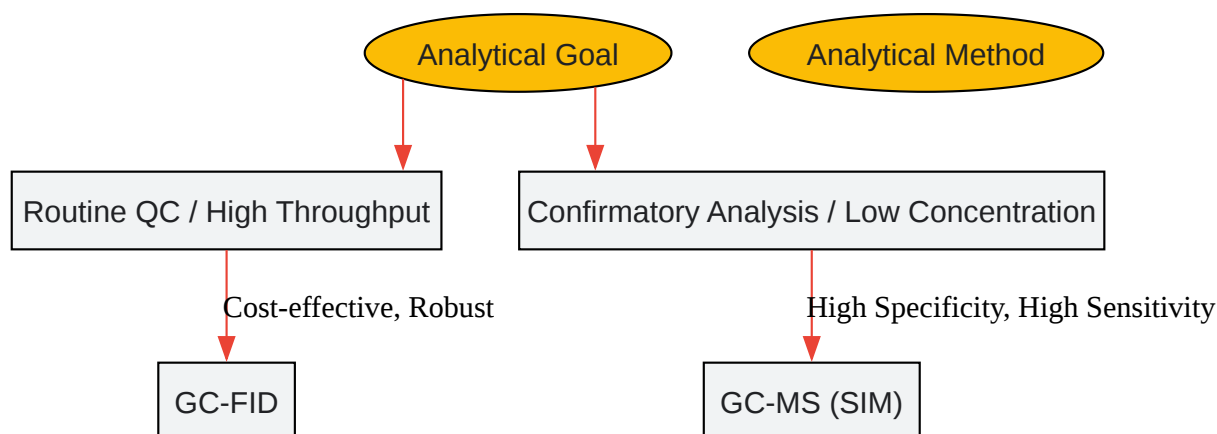 Analytical Goal
Analytical Method
Routine QC / High Throughput
Confirmatory Analysis / Low Concentration
Cost-effective, Robust
High Specificity, High Sensitivity
GC-FID
GC-MS (SIM)